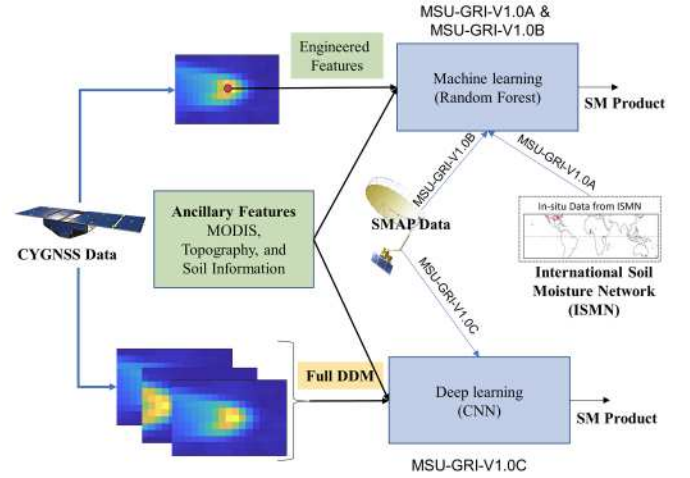 MSU-GRI-V1.0A &
MSU-GRI-V1.0B
Engineered
Features
Machine learning
(Random Forest)
SM Product
MSU-GRI-V1.0B
MSU-GRI-V1.0A
Ancillary Features
MODIS,
Topography, and
Soil Information
CYGNSS Data
SMAP Data
In-situ Data from ISMN
International Soil
Moisture Network
(ISMN)
MSU-GRI-V1.0C
Full DDM
Deep learning
(CNN)
SM Product
MSU-GRI-V1.0C